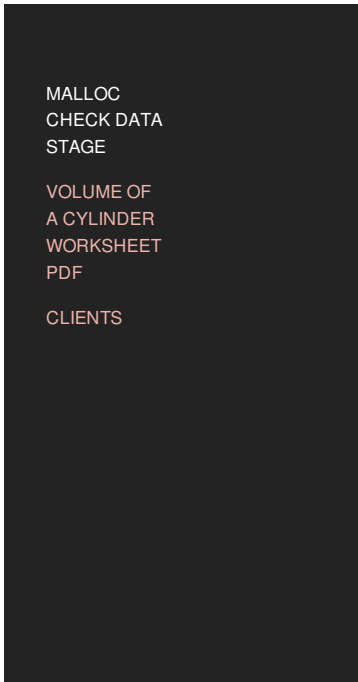 MALLOC
CHECK DATA
STAGE
VOLUME OF
A CYLINDER
WORKSHEET
PDF
CLIENTS